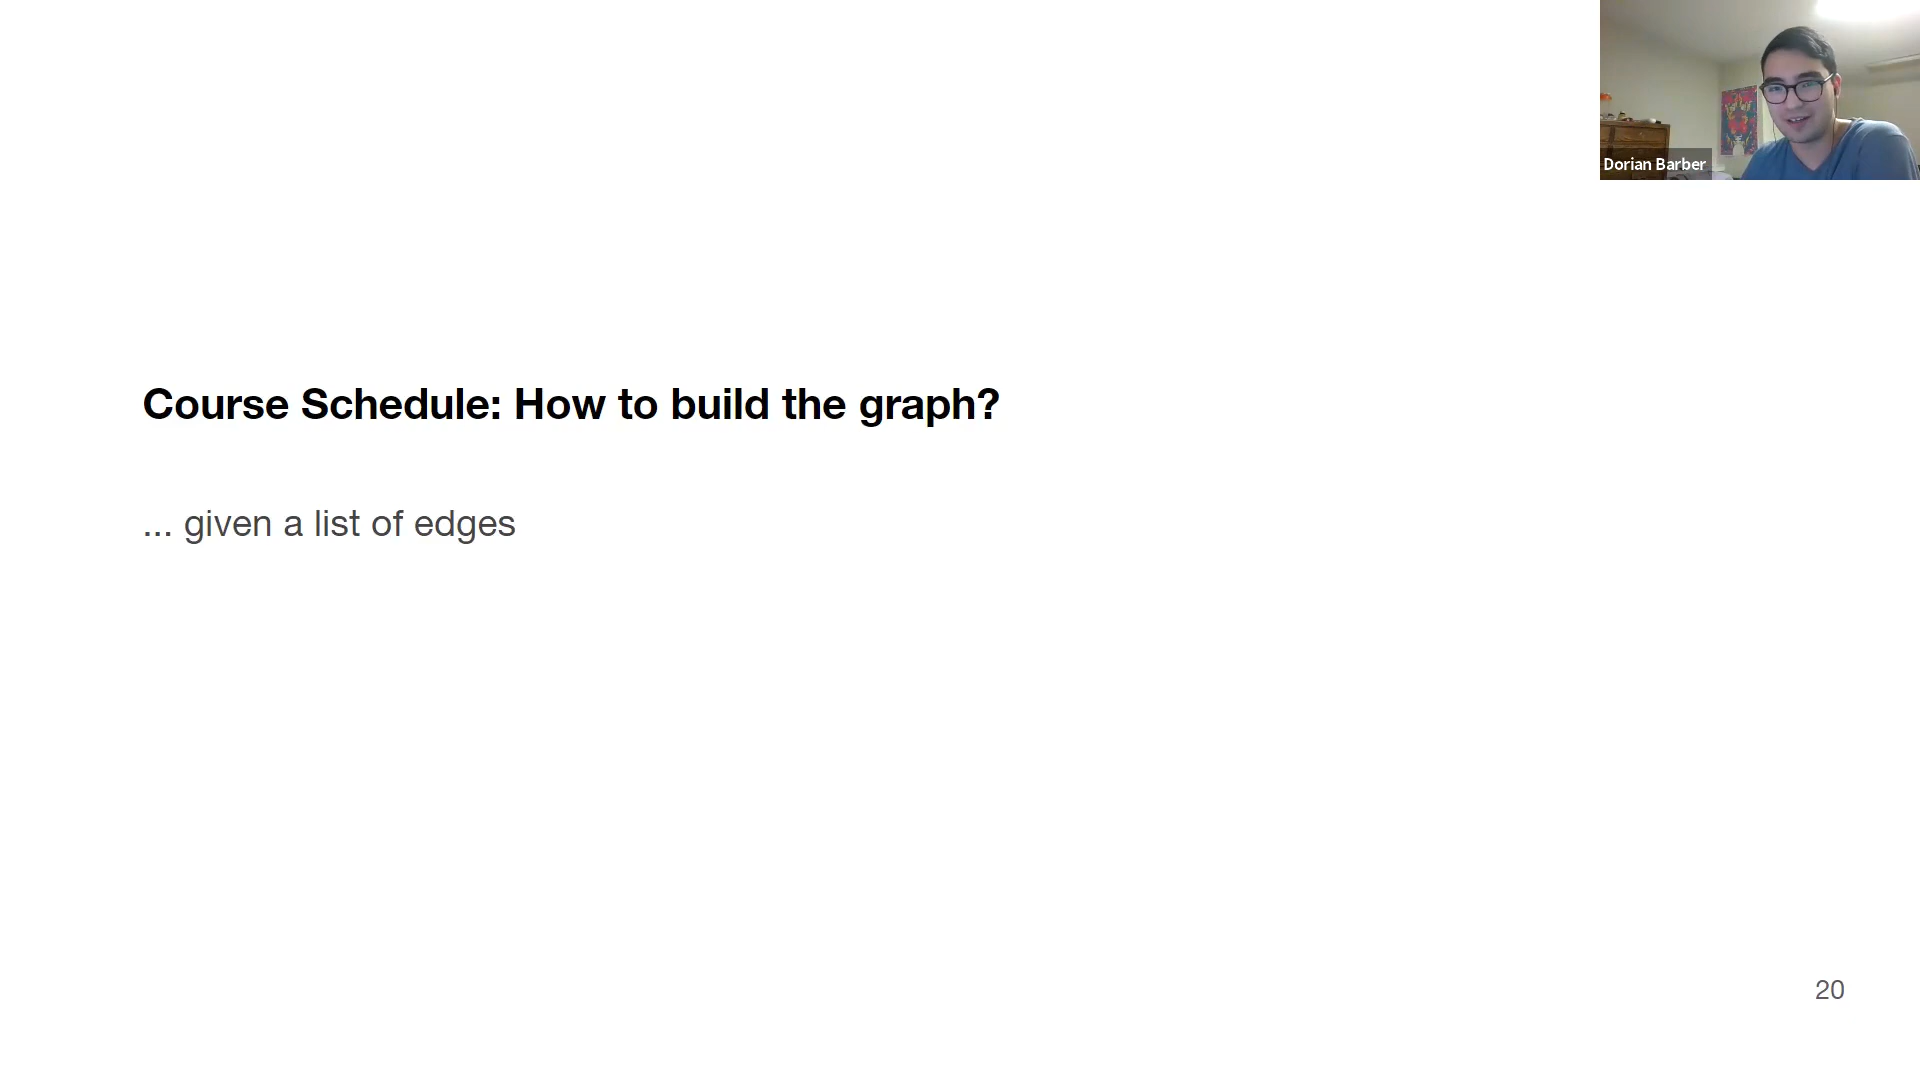 Dorian Barber
Course Schedule: How to build the graph?
... given a list of edges
20